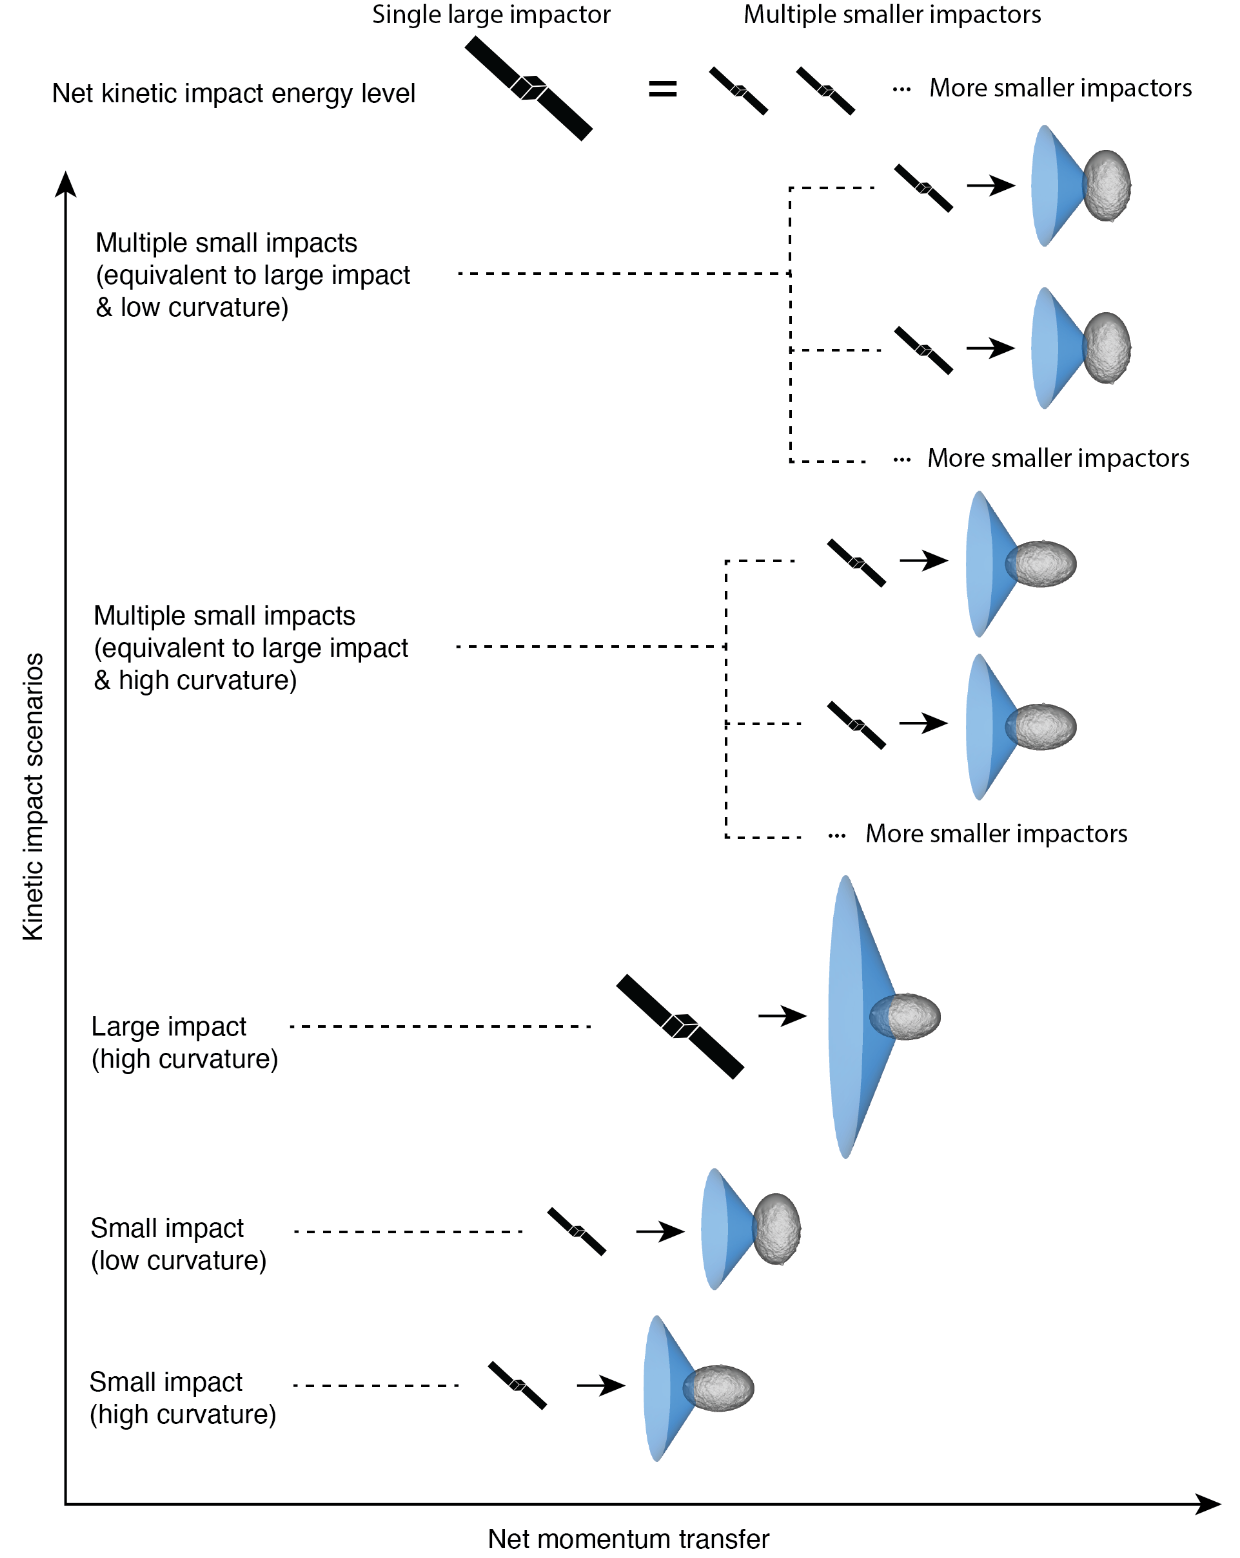 Single large impactor
Multiple smaller impactors
Net kinetic impact energy level
=
... More smaller impactors
Multiple small impacts
(equivalent to large impact
& low curvature)
... More smaller impactors
Multiple small impacts
(equivalent to large impact
& high curvature)
... More smaller impactors
Kinetic impact scenarios
Large impact
(high curvature)
Small impact
(low curvature)
Small impact
(high curvature)
Net momentum transfer